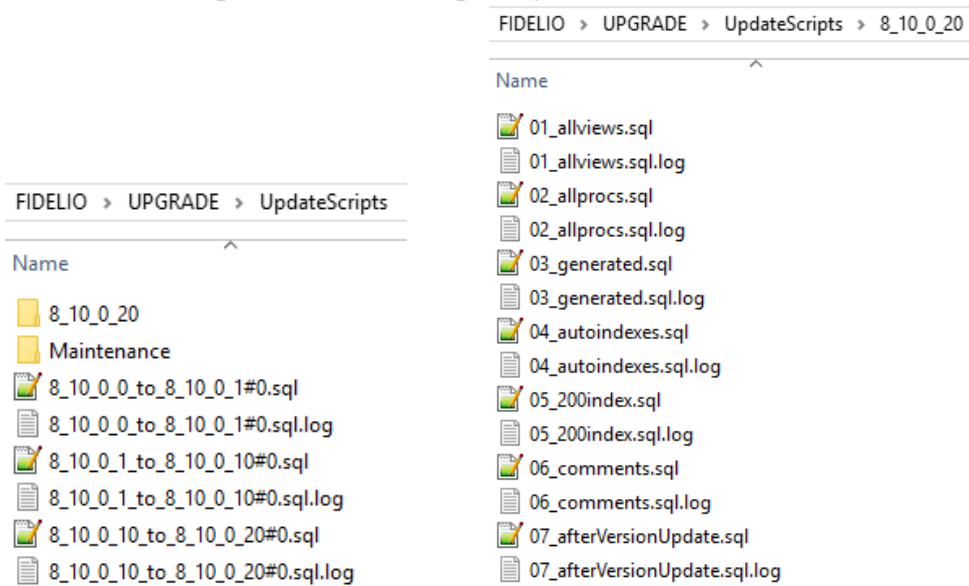 FIDELIO > UPGRADE > UpdateScripts
Name
8_10_0_20
Maintenance
8_10_0_0_to_8_10_0_1#0.sql
8_10_0_0_to_8_10_0_1#0.sql.log
8_10_0_1_to_8_10_0_10#0.sql
8_10_0_1_to_8_10_0_10#0.sql.log
8_10_0_10_to_8_10_0_20#0.sql
8_10_0_10_to_8_10_0_20#0.sql.log
FIDELIO > UPGRADE > UpdateScripts > 8_10_0_20
Name
01_allviews.sql
01_allviews.sql.log
02_allprocs.sql
02_allprocs.sql.log
03_generated.sql
03_generated.sql.log
04_autoindexes.sql
04_autoindexes.sql.log
05_200index.sql
05_200index.sql.log
06_comments.sql
06_comments.sql.log
07_afterVersionUpdate.sql
07_afterVersionUpdate.sql.log